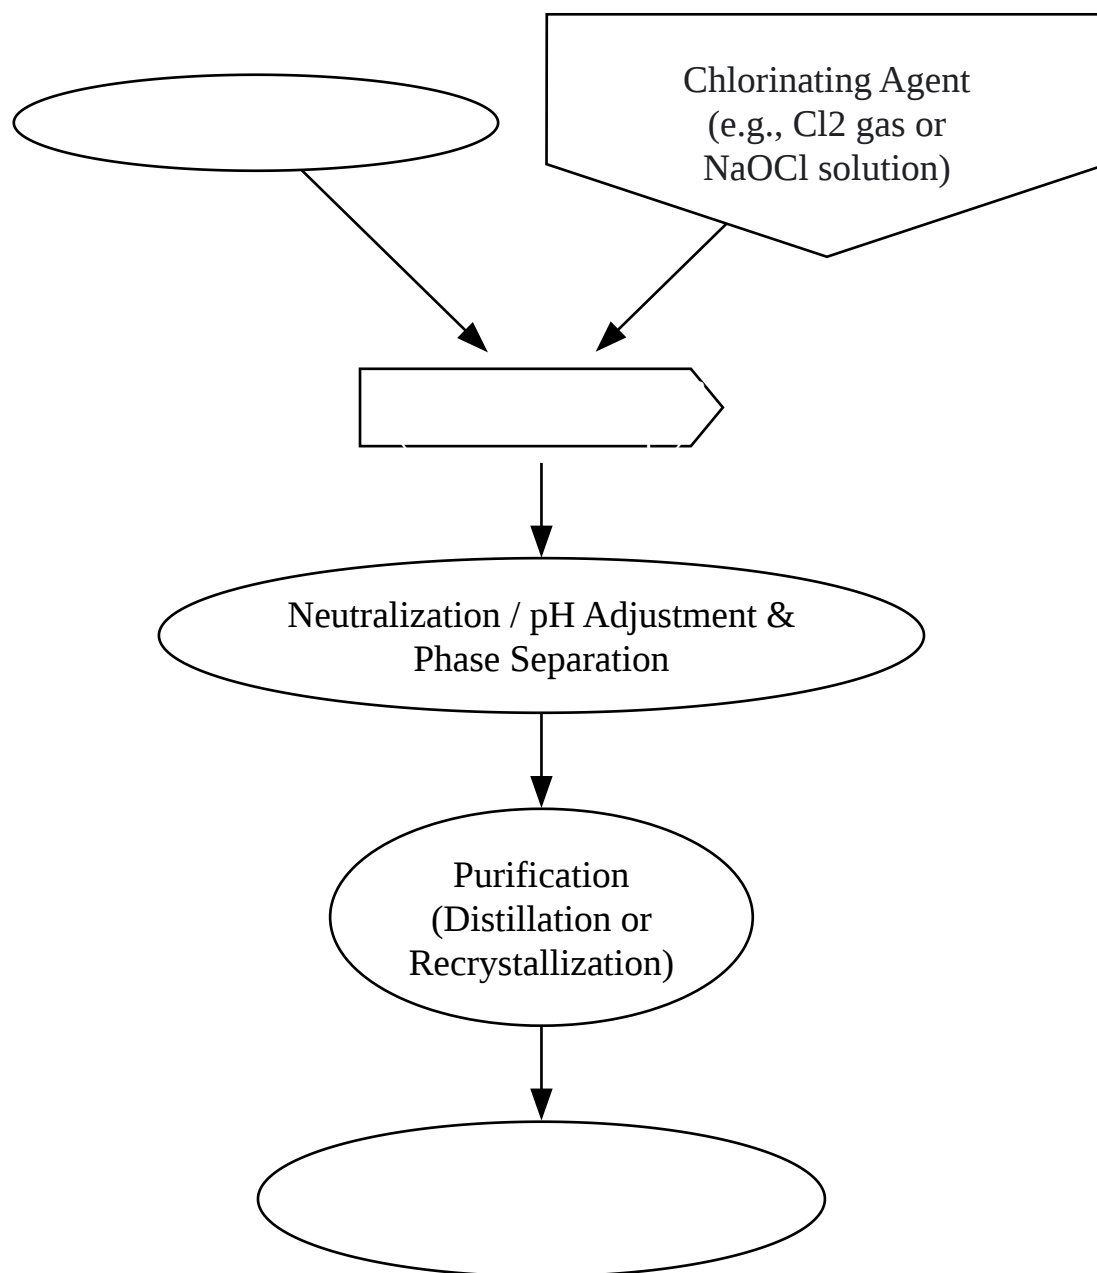 Chlorinating Agent
(e.g., Cl2 gas or
NaOCl solution)
Neutralization / pH Adjustment &
Phase Separation
Purification
(Distillation or
Recrystallization)